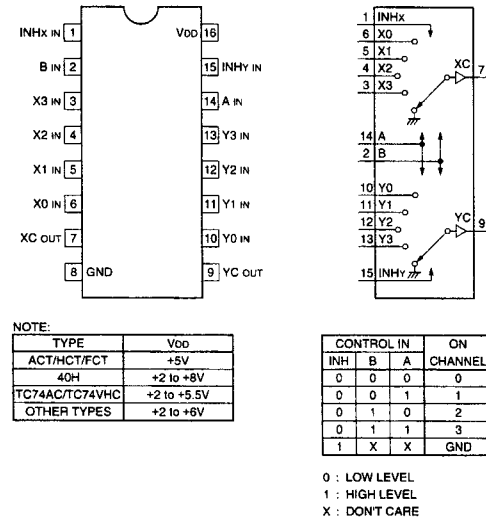 INHX IN 1
B IN 2
X3 IN 3
X2 IN 4
X1 IN 5
X0 IN 6
XC OUT 7
8 GND
VDD 16
15 INHY IN
14 A IN
13 Y3 IN
12 Y2 IN
11 Y1 IN
10 Y0 IN
9 YC OUT
1 INHX
6 X0
5 X1
4 X2
3 X3
XC 7
14 A
2 B
10 Y0
11 Y1
12 Y2
13 Y3
YC 9
15 INHY
NOTE:
TYPE VDD
ACT/HCT/FCT +5V
40H +2 to +8V
TC74AC/TC74VHC +2 to +5.5V
OTHER TYPES +2 to +6V
CONTROL IN ON CHANNEL
INH B A
0 0 0 0
0 0 1 1
0 1 0 2
0 1 1 3
1 X X GND
0 : LOW LEVEL
1 : HIGH LEVEL
X : DON'T CARE